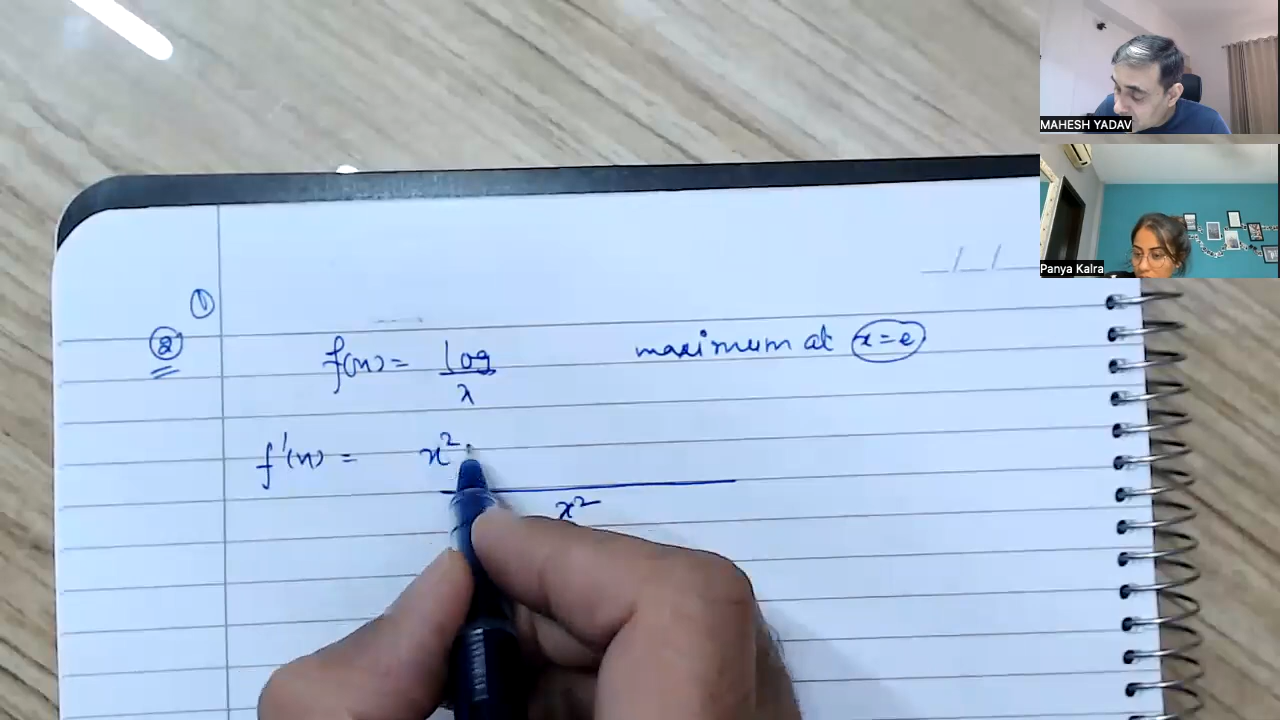 MAHESH YADAV
Panya Kalra
_/_/_
①
②
f(x) = log/x maximum at x=e
f'(x) = x²
x²